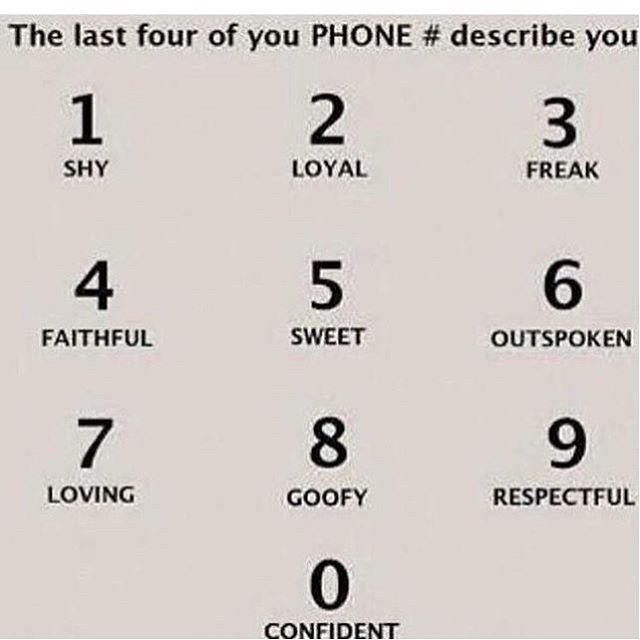 The last four of you PHONE # describe you
1 2 3
SHY LOYAL FREAK
4 5 6
FAITHFUL SWEET OUTSPOKEN
7 8 9
LOVING GOOFY RESPECTFUL
0
CONFIDENT